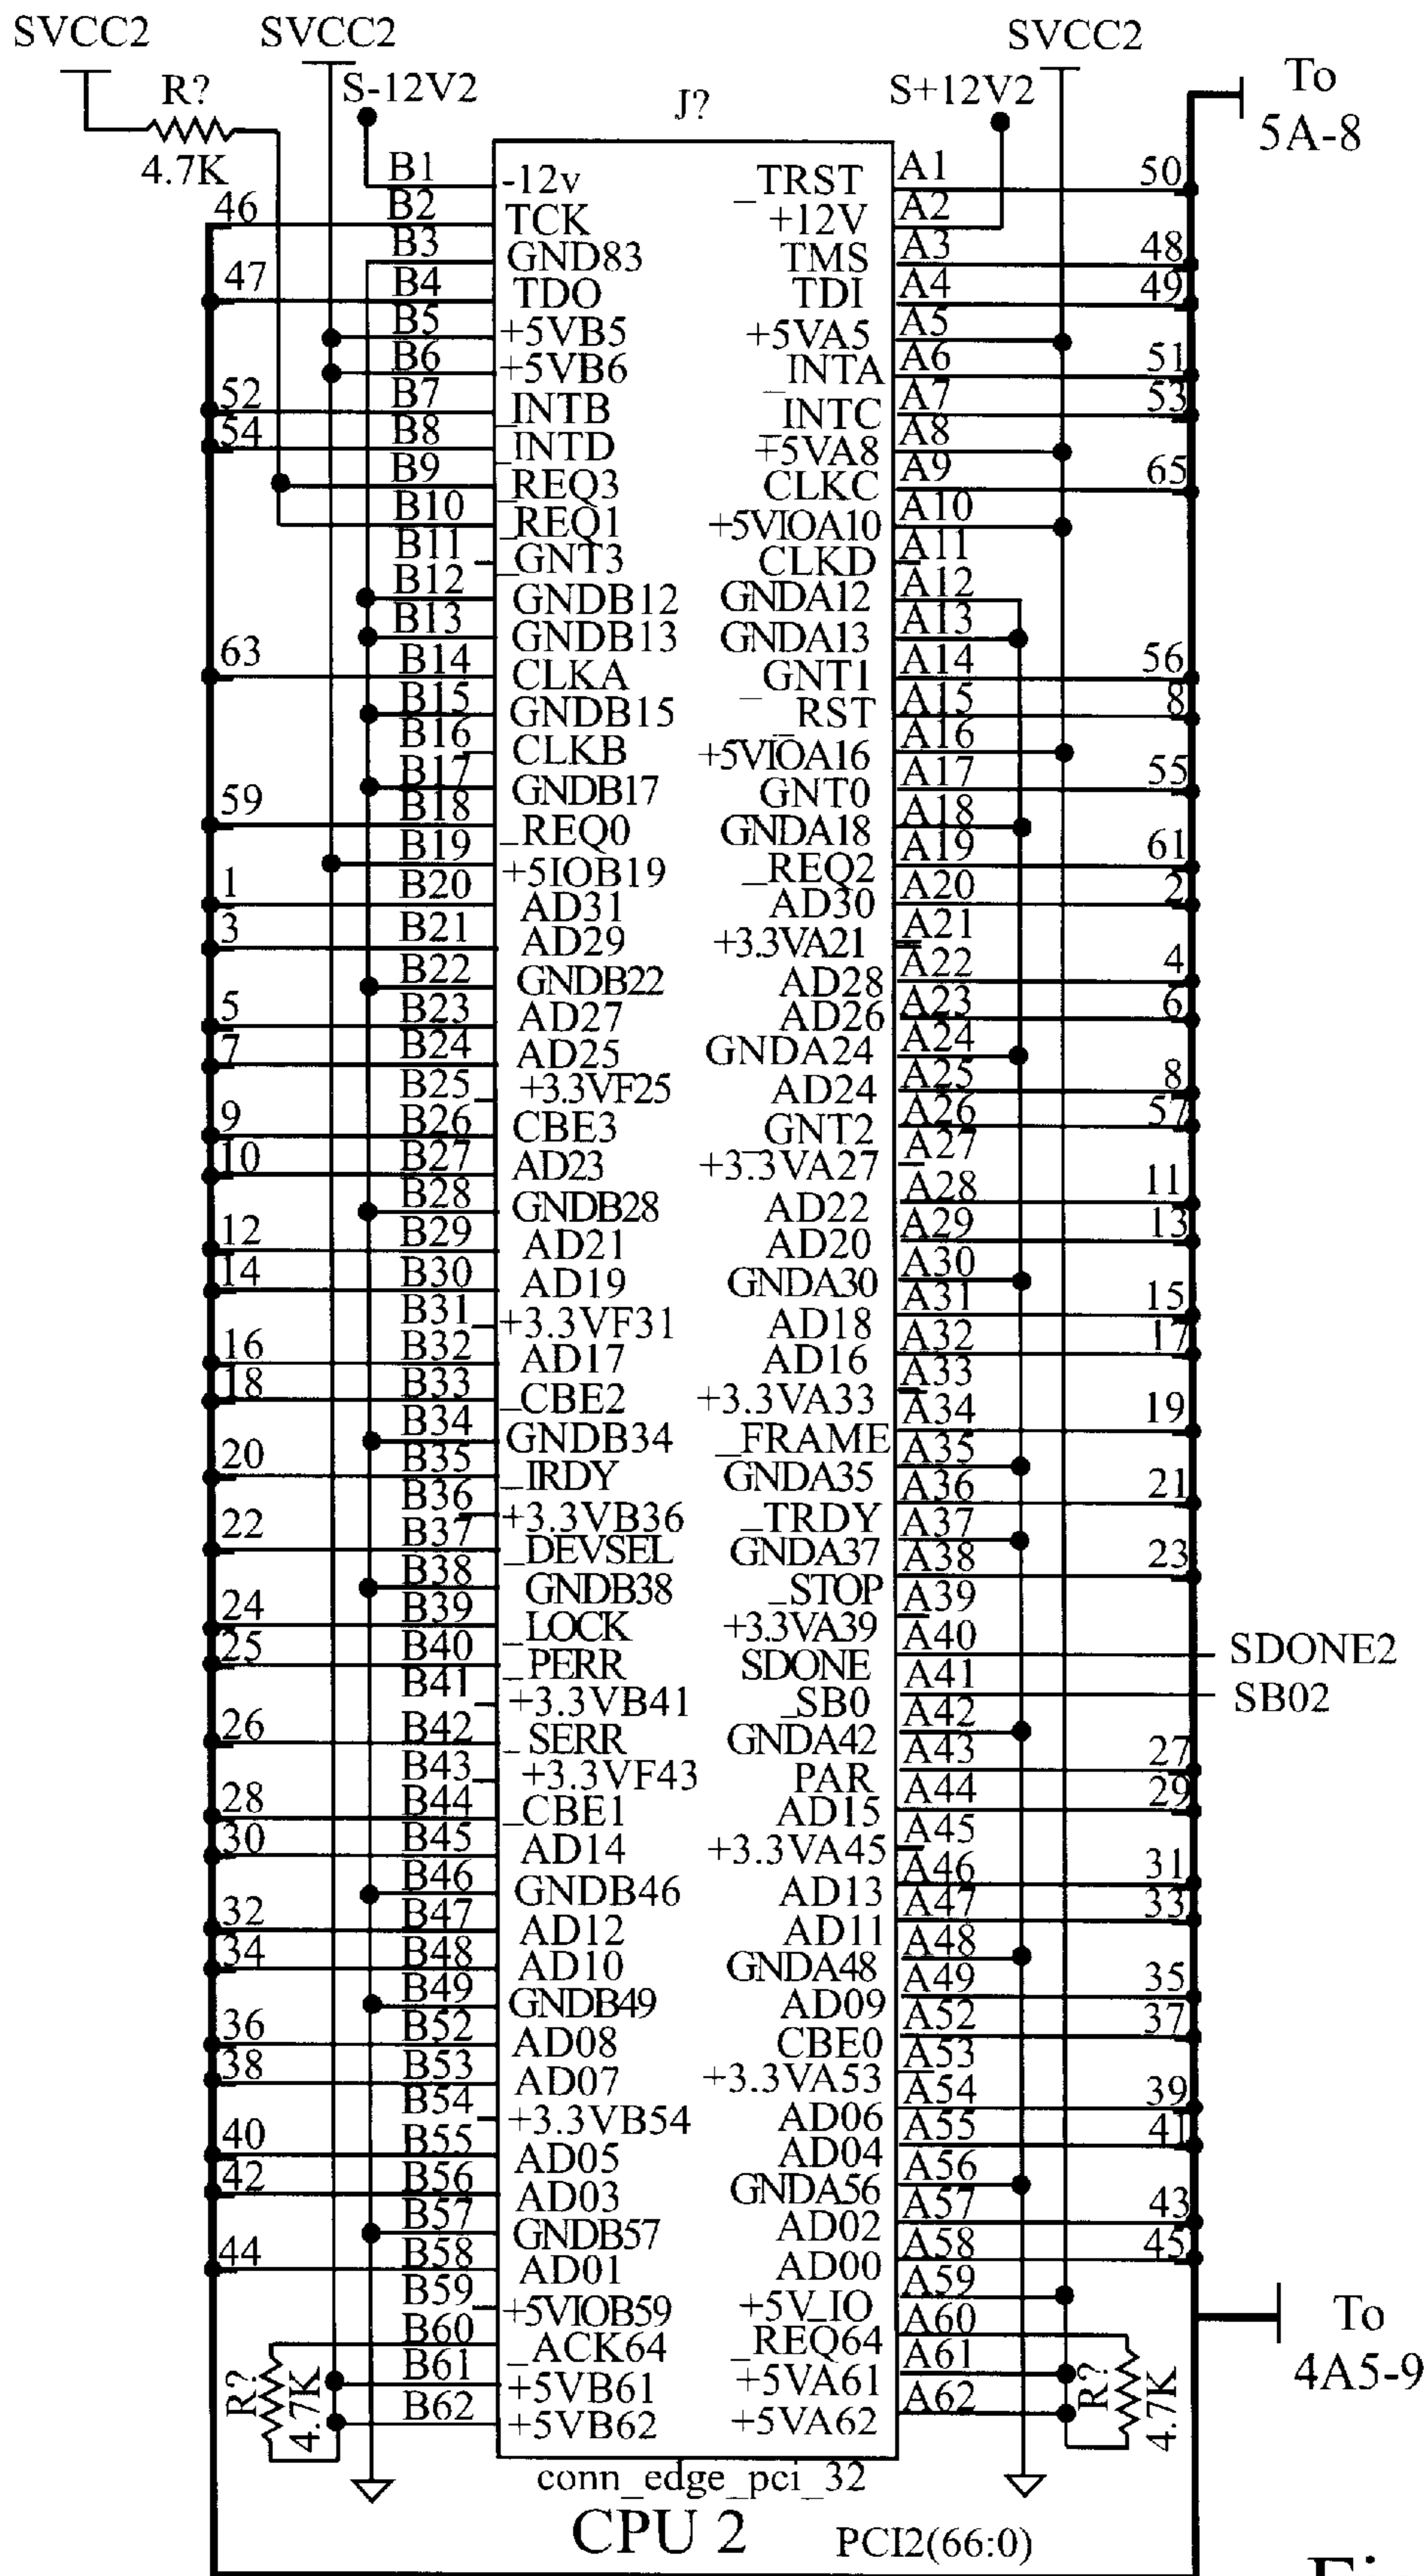 SVCC2 SVCC2 SVCC2
R? S-12V2 J? S+12V2 To
4.7K 5A-8
B1 -12v _TRST A1 50
46 B2 TCK +12V A2
B3 GND83 TMS A3 48
47 B4 TDO TDI A4 49
B5 +5VB5 +5VA5 A5
B6 +5VB6 _INTA A6 51
52 B7 _INTB _INTC A7 53
54 B8 _INTD +5VA8 A8
B9 _REQ3 CLKC A9 65
B10 _REQ1 +5VIOA10 A10
B11 _GNT3 CLKD A11
B12 GNDB12 GNDA12 A12
B13 GNDB13 GNDA13 A13
63 B14 CLKA _GNT1 A14 56
B15 GNDB15 _RST A15 8
B16 CLKB +5VIOA16 A16
B17 GNDB17 GNT0 A17 55
59 B18 _REQ0 GNDA18 A18
B19 +5IOB19 _REQ2 A19 61
1 B20 AD31 AD30 A20 2
3 B21 AD29 +3.3VA21 A21
B22 GNDB22 AD28 A22 4
5 B23 AD27 AD26 A23 6
7 B24 AD25 GNDA24 A24
B25 +3.3VF25 AD24 A25 8
9 B26 CBE3 GNT2 A26 57
10 B27 AD23 +3.3VA27 A27
B28 GNDB28 AD22 A28 11
12 B29 AD21 AD20 A29 13
14 B30 AD19 GNDA30 A30
B31 +3.3VF31 AD18 A31 15
16 B32 AD17 AD16 A32 17
18 B33 _CBE2 +3.3VA33 A33
B34 GNDB34 _FRAME A34 19
20 B35 _IRDY GNDA35 A35
B36 +3.3VB36 _TRDY A36 21
22 B37 _DEVSEL GNDA37 A37
B38 GNDB38 _STOP A38 23
24 B39 _LOCK +3.3VA39 A39
25 B40 _PERR SDONE A40 SDONE2
B41 +3.3VB41 _SB0 A41 SB02
26 B42 _SERR GNDA42 A42
B43 +3.3VF43 PAR A43 27
28 B44 _CBE1 AD15 A44 29
30 B45 AD14 +3.3VA45 A45
B46 GNDB46 AD13 A46 31
32 B47 AD12 AD11 A47 33
34 B48 AD10 GNDA48 A48
B49 GNDB49 AD09 A49 35
36 B52 AD08 CBE0 A52 37
38 B53 AD07 +3.3VA53 A53
B54 +3.3VB54 AD06 A54 39
40 B55 AD05 AD04 A55 41
42 B56 AD03 GNDA56 A56
B57 GNDB57 AD02 A57 43
44 B58 AD01 AD00 A58 45
B59 +5VIOB59 +5V_IO A59
B60 _ACK64 _REQ64 A60
B61 +5VB61 +5VA61 A61
B62 +5VB62 +5VA62 A62
R? 4.7K R? 4.7K To
4A5-9
conn_edge_pci_32
CPU 2 PCI2(66:0)